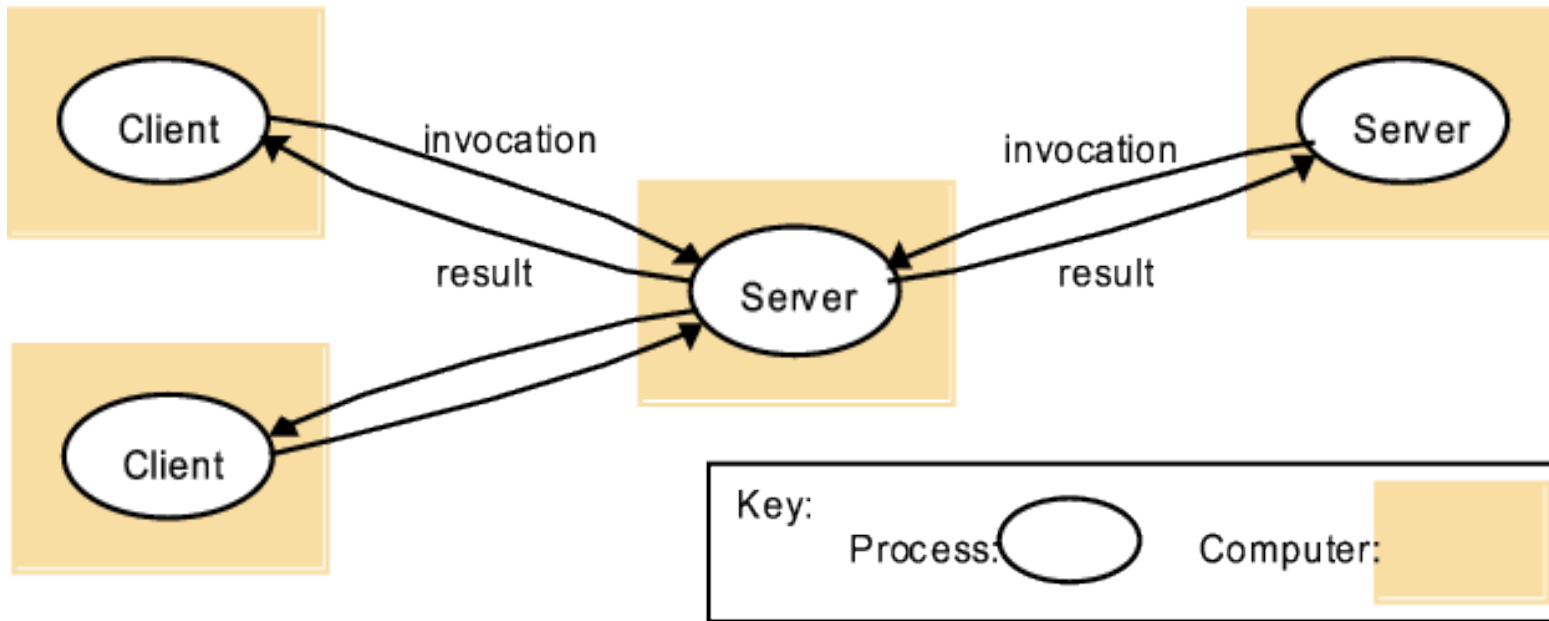 Client
invocation
result
Server
invocation
result
Server
Client
Key:
Process:
Computer: